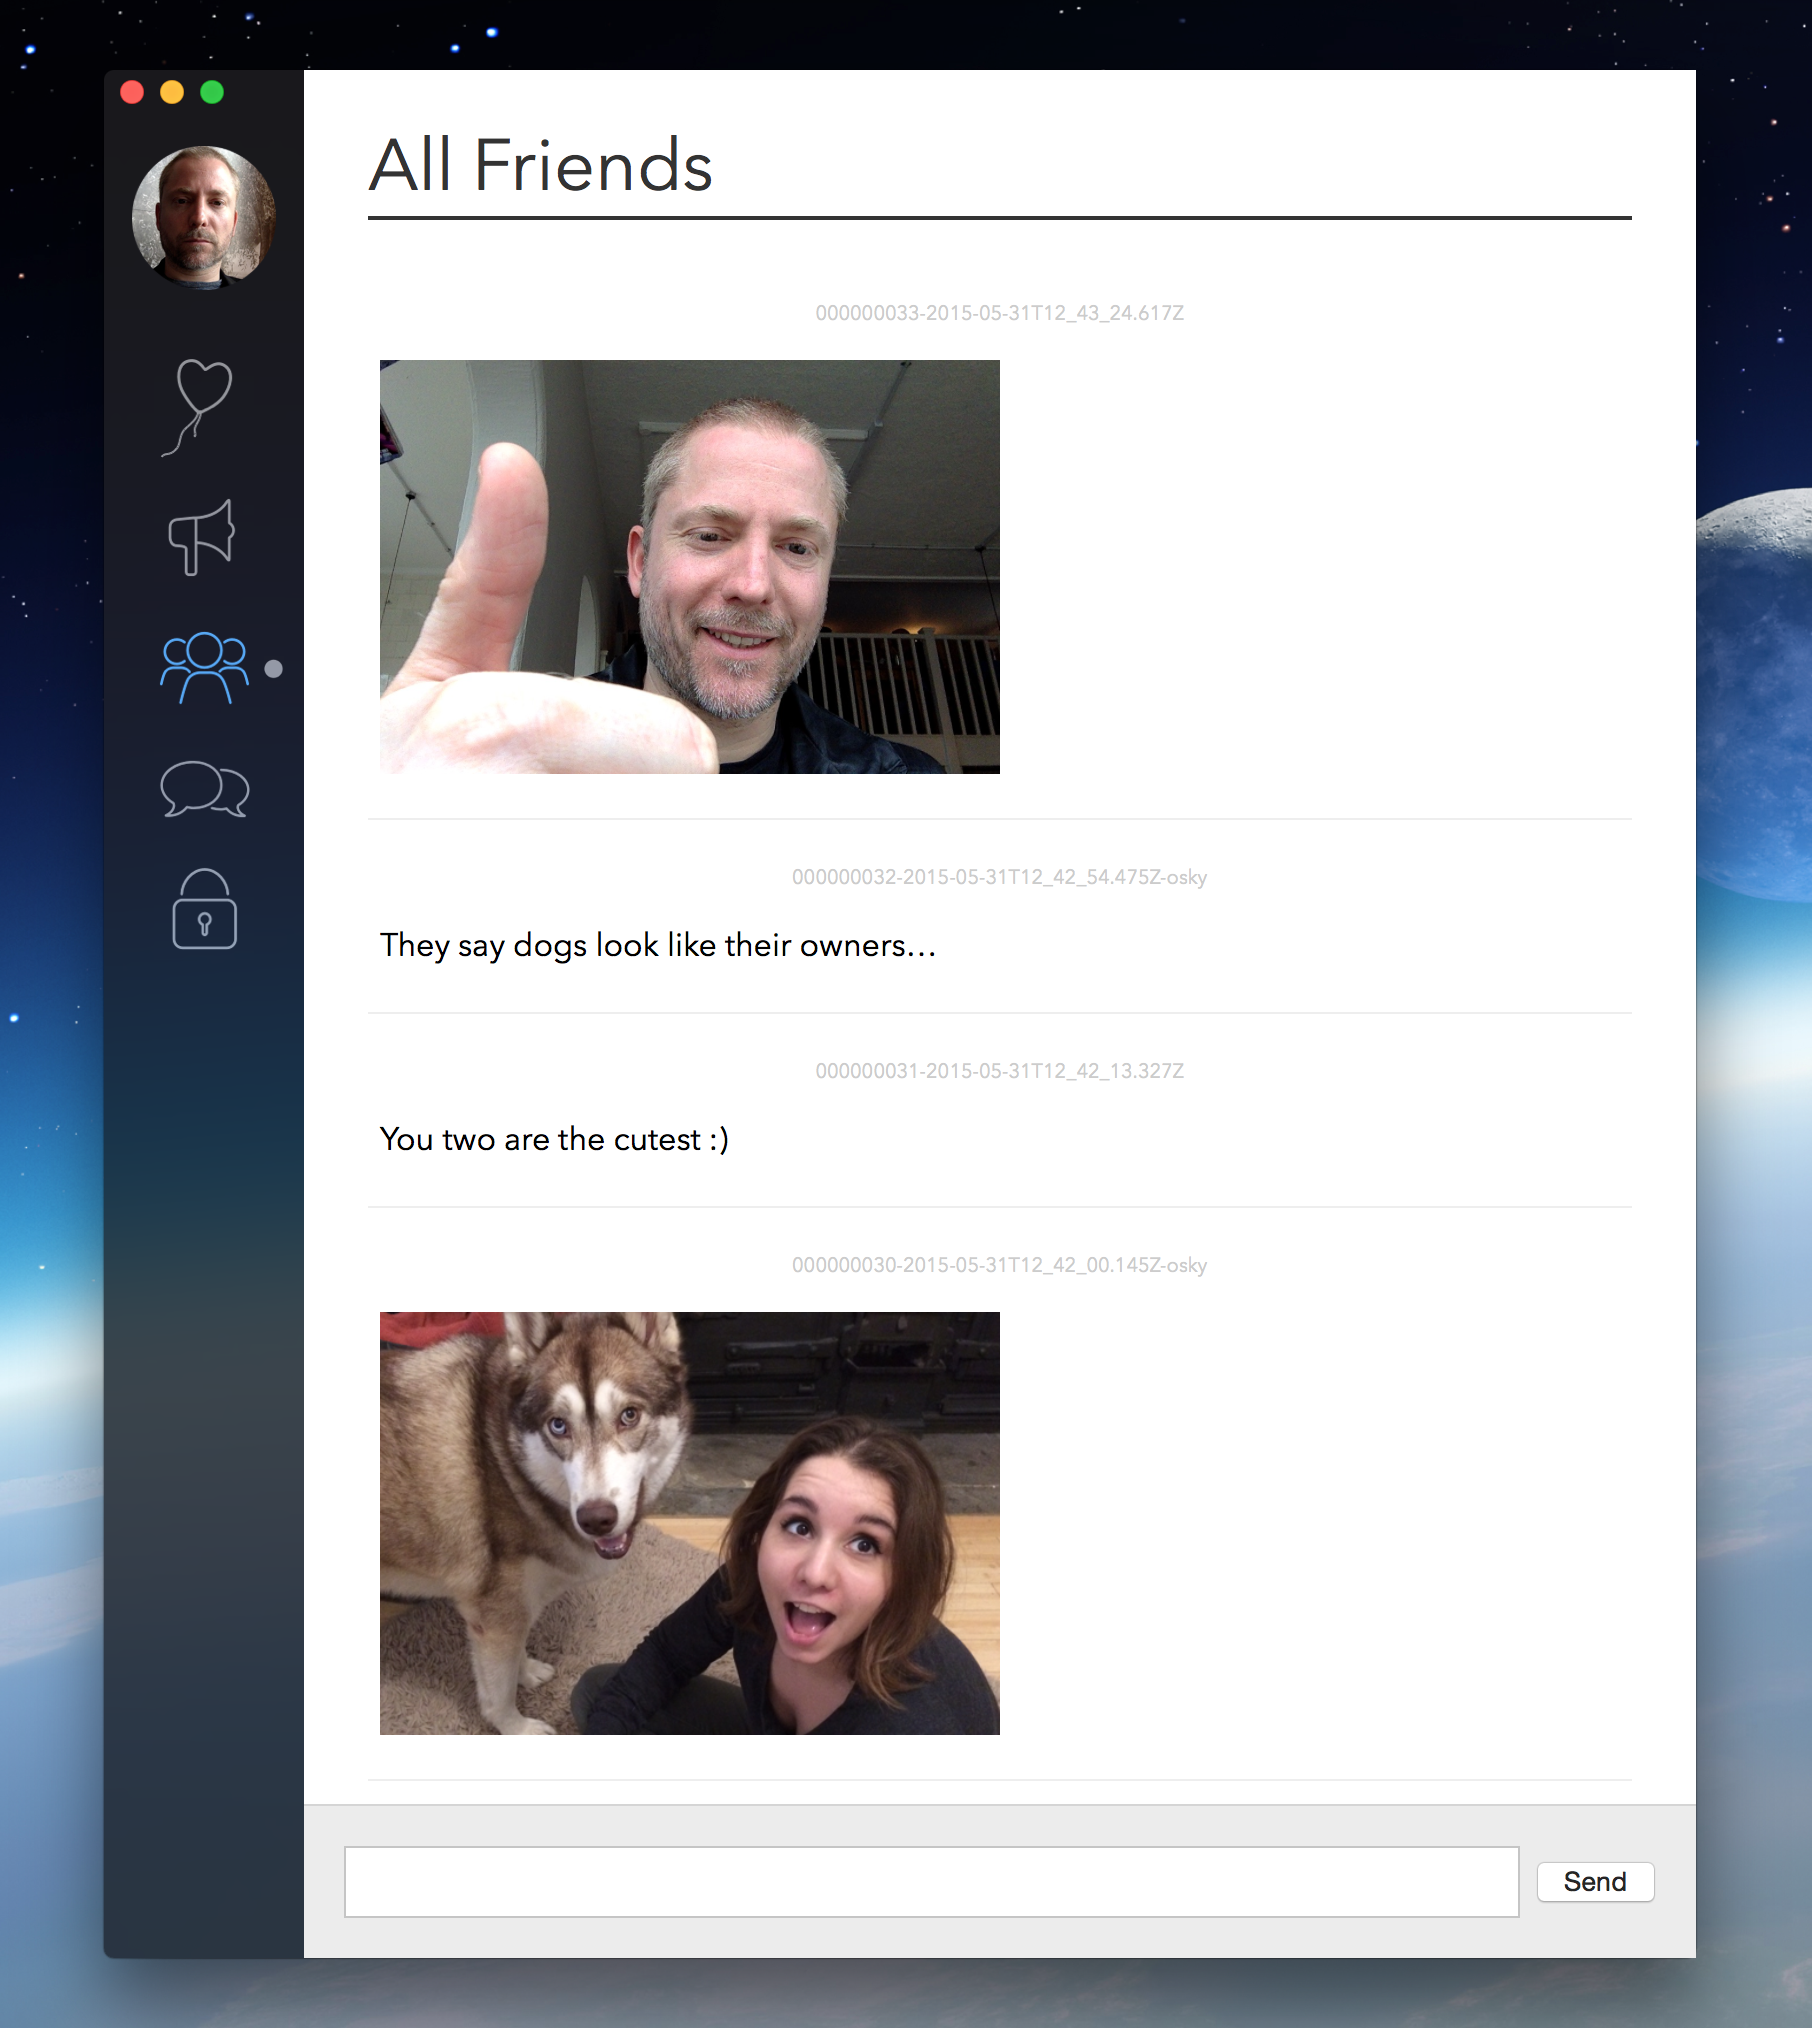 All Friends
000000033-2015-05-31T12_43_24.617Z
000000032-2015-05-31T12_42_54.475Z-osky
They say dogs look like their owners…
000000031-2015-05-31T12_42_13.327Z
You two are the cutest :)
000000030-2015-05-31T12_42_00.145Z-osky
Send